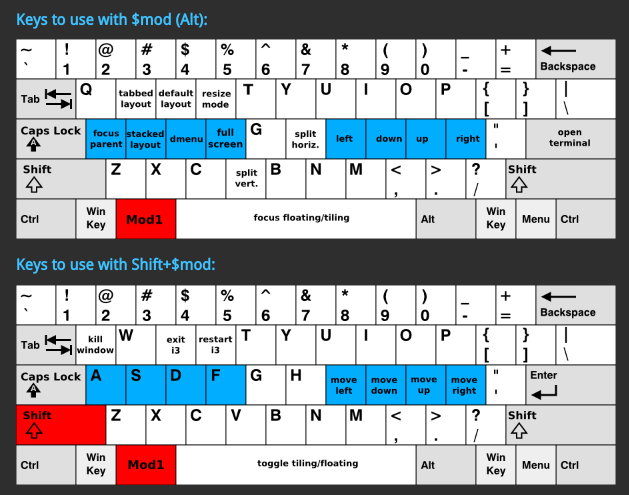 Keys to use with $mod (Alt):
~ ! @ # $ % ^ & * ( ) _ +
` 1 2 3 4 5 6 7 8 9 0 - = Backspace
Tab Q tabbed layout default layout resize mode T Y U I O P { [ } ] | \
Caps Lock focus parent stacked layout dmenu full screen G split horiz. left down up right " ' open terminal
Shift Z X C split vert. B N M < , > . ? / Shift
Ctrl Win Key Mod1 focus floating/tiling Alt Win Key Menu Ctrl
Keys to use with Shift+$mod:
~ ! @ # $ % ^ & * ( ) _ +
` 1 2 3 4 5 6 7 8 9 0 - = Backspace
Tab kill window W exit i3 restart i3 T Y U I O P { [ } ] | \
Caps Lock A S D F G H move left move down move up move right " ' Enter
Shift Z X C V B N M < , > . ? / Shift
Ctrl Win Key Mod1 toggle tiling/floating Alt Win Key Menu Ctrl